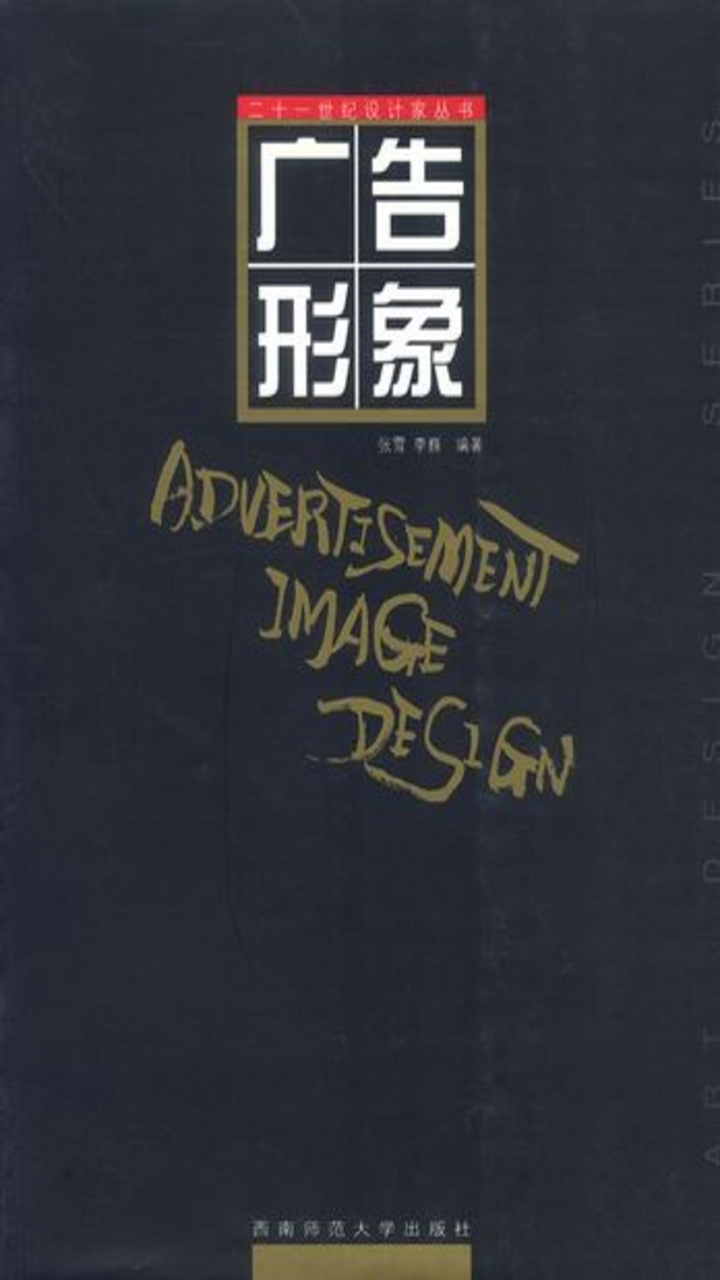 二十一世纪设计家丛书
广告
形象
张雪 李巍 编著
ADVERTISEMENT
IMAGE
DESIGN
西南师范大学出版社
ART DESIGN SERIES